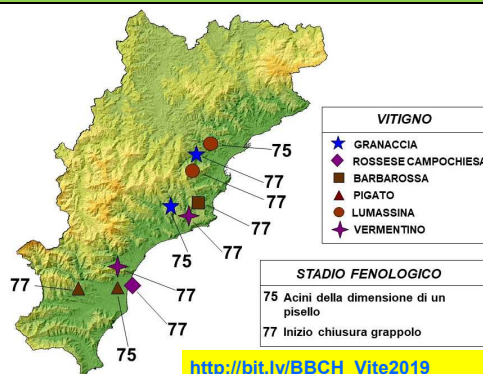 VITIGNO
GRANACCIA
ROSSESE CAMPOCHIESA
BARBAROSSA
PIGATO
LUMASSINA
VERMENTINO
75
77
77
77
77
75
77
77
77
75
STADIO FENOLOGICO
75 Acini della dimensione di un
pisello
77 Inizio chiusura grappolo
http://bit.ly/BBCH_Vite2019